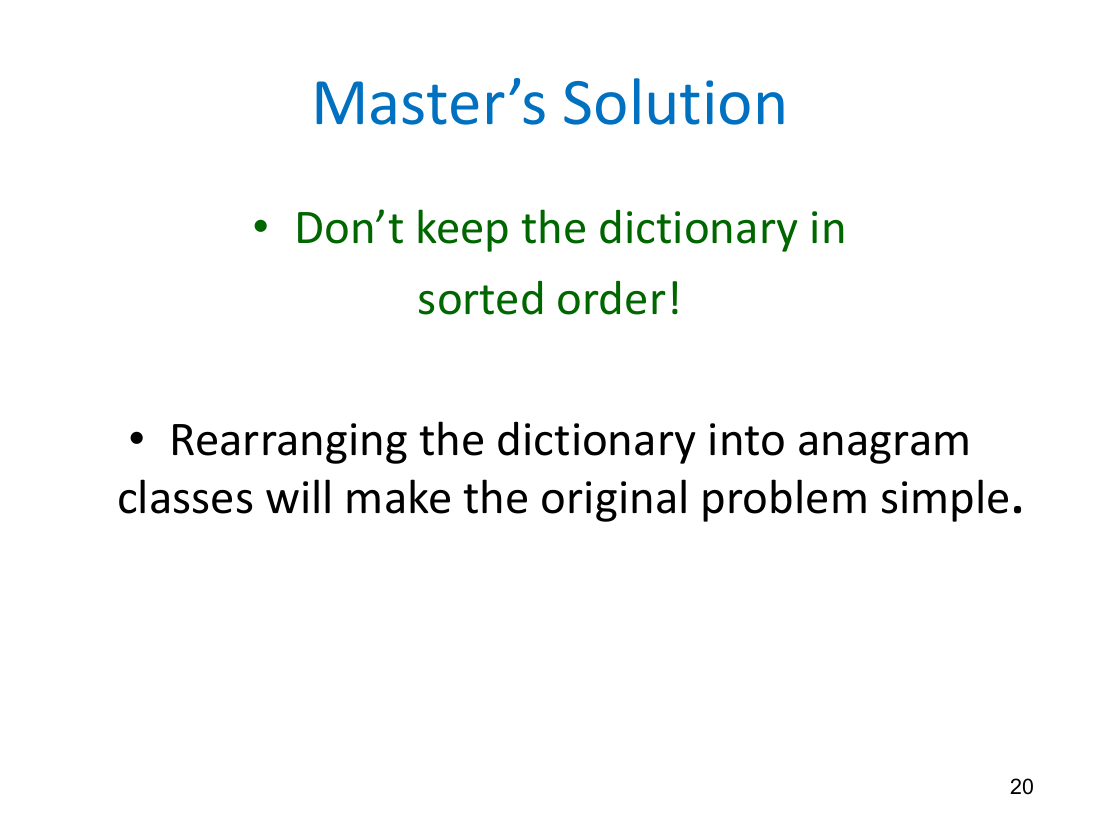 Master’s Solution
• Don’t keep the dictionary in
sorted order!
• Rearranging the dictionary into anagram
classes will make the original problem simple.
20